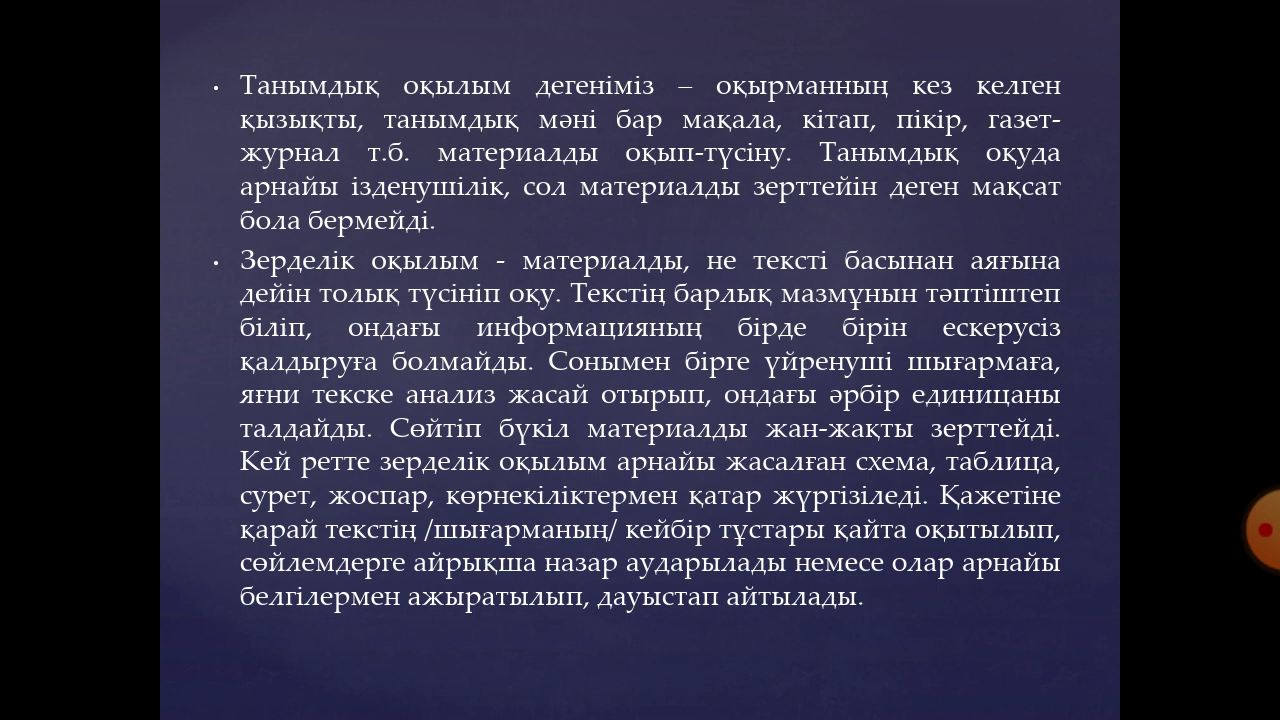 • Танымдық оқылым дегеніміз – оқырманның кез келген
қызықты, танымдық мәні бар мақала, кітап, пікір, газет-
журнал т.б. материалды оқып-түсіну. Танымдық оқуда
арнайы ізденушілік, сол материалды зерттейін деген мақсат
бола бермейді.
• Зерделік оқылым - материалды, не тексті басынан аяғына
дейін толық түсініп оқу. Текстің барлық мазмұнын тәптіштеп
біліп, ондағы информацияның бірде бірін ескерусіз
қалдыруға болмайды. Сонымен бірге үйренуші шығармаға,
яғни текске анализ жасай отырып, ондағы әрбір единицаны
талдайды. Сөйтіп бүкіл материалды жан-жақты зерттейді.
Кей ретте зерделік оқылым арнайы жасалған схема, таблица,
сурет, жоспар, көрнекіліктермен қатар жүргізіледі. Қажетіне
қарай текстің /шығарманың/ кейбір тұстары қайта оқытылып,
сөйлемдерге айрықша назар аударылады немесе олар арнайы
белгілермен ажыратылып, дауыстап айтылады.